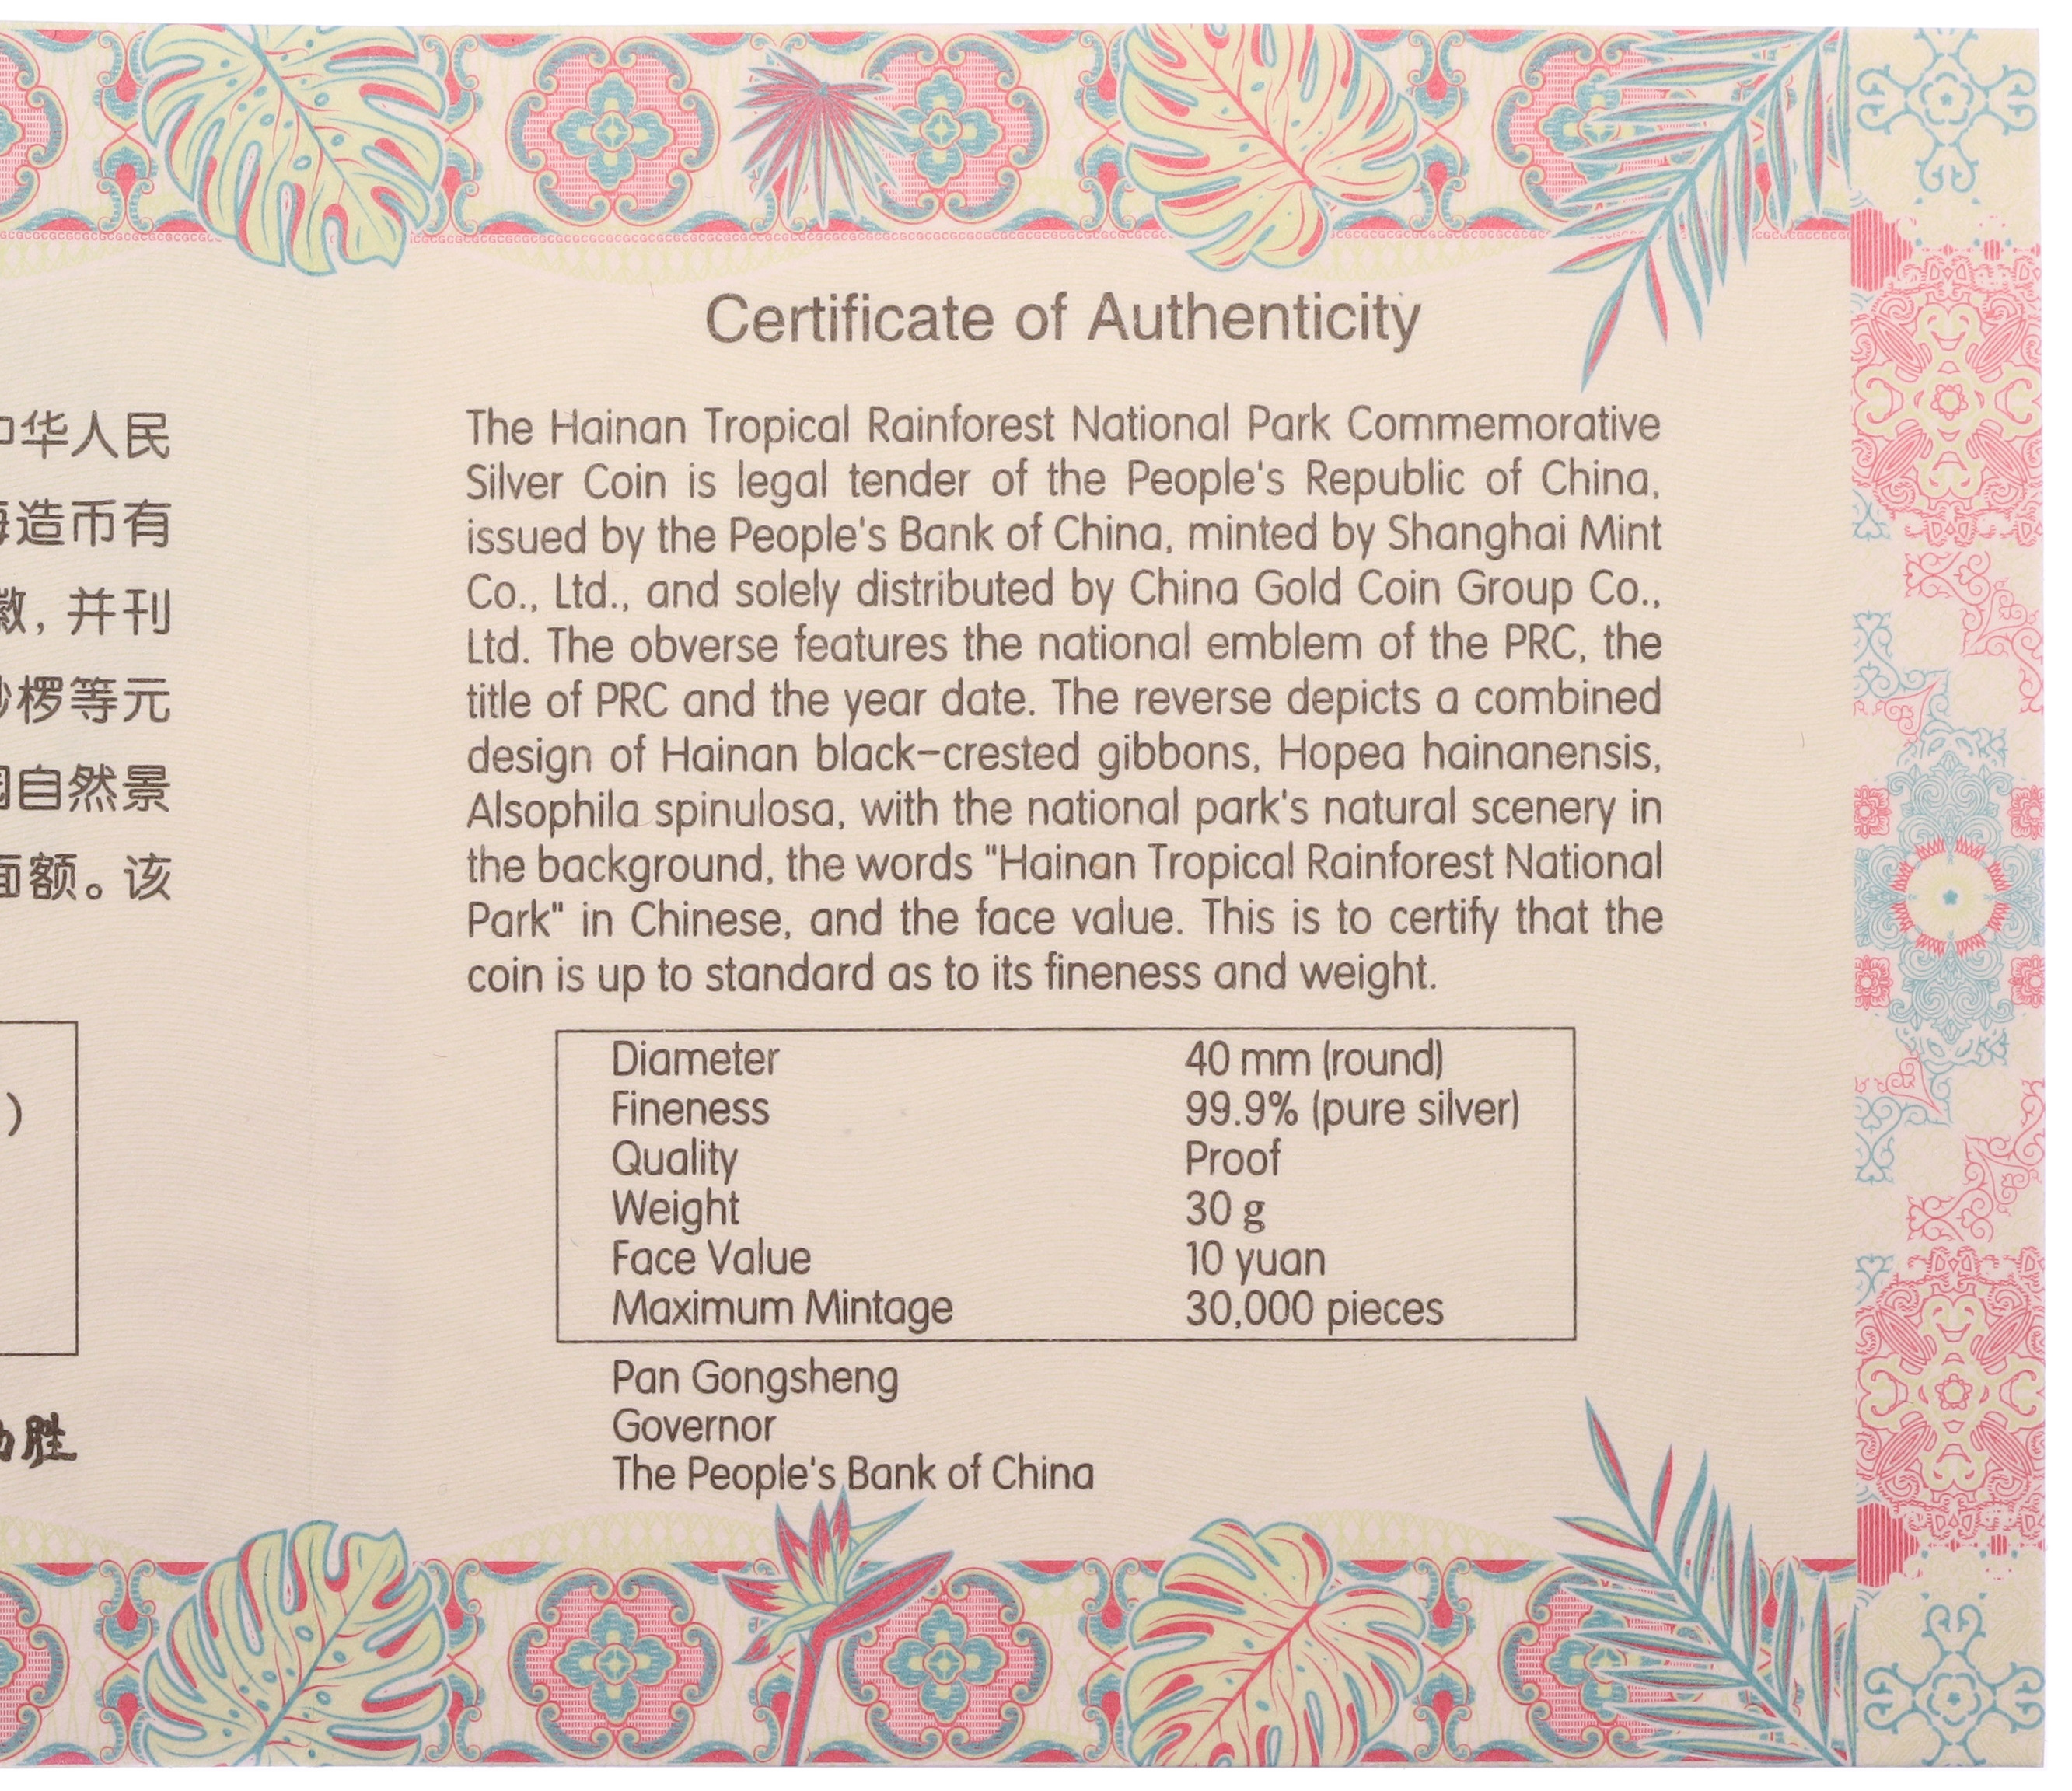 华人民
造币有
徽，并刊
桫椤等元
园自然景
面额。该
)
胜
Certificate of Authenticity
The Hainan Tropical Rainforest National Park Commemorative
Silver Coin is legal tender of the People's Republic of China,
issued by the People's Bank of China, minted by Shanghai Mint
Co., Ltd., and solely distributed by China Gold Coin Group Co.,
Ltd. The obverse features the national emblem of the PRC, the
title of PRC and the year date. The reverse depicts a combined
design of Hainan black-crested gibbons, Hopea hainanensis,
Alsophila spinulosa, with the national park's natural scenery in
the background, the words "Hainan Tropical Rainforest National
Park" in Chinese, and the face value. This is to certify that the
coin is up to standard as to its fineness and weight.
Diameter 40 mm (round)
Fineness 99.9% (pure silver)
Quality Proof
Weight 30 g
Face Value 10 yuan
Maximum Mintage 30,000 pieces
Pan Gongsheng
Governor
The People's Bank of China